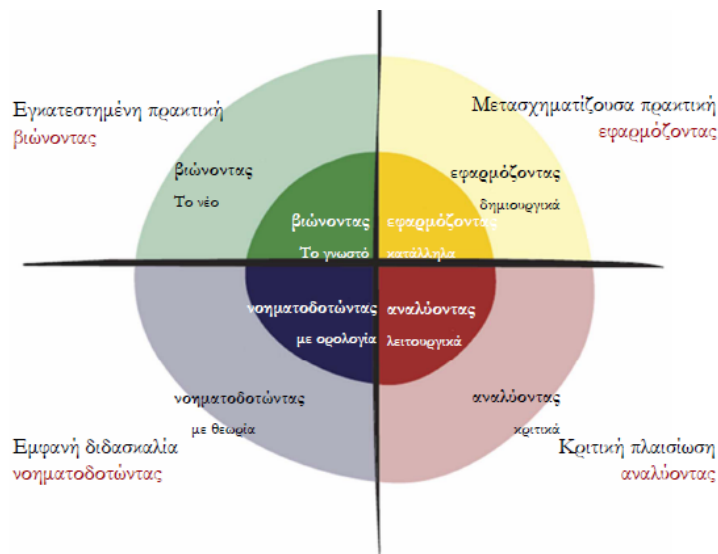 Εγκατεστημένη πρακτική
βιώνοντας
Μετασχηματίζουσα πρακτική
εφαρμόζοντας
βιώνοντας
Το νέο
εφαρμόζοντας
δημιουργικά
βιώνοντας
Το γνωστό
εφαρμόζοντας
κατάλληλα
νοηματοδοτώντας
με ορολογία
αναλύοντας
λειτουργικά
νοηματοδοτώντας
με θεωρία
αναλύοντας
κριτικά
Εμφανή διδασκαλία
νοηματοδοτώντας
Κριτική πλαισίωση
αναλύοντας